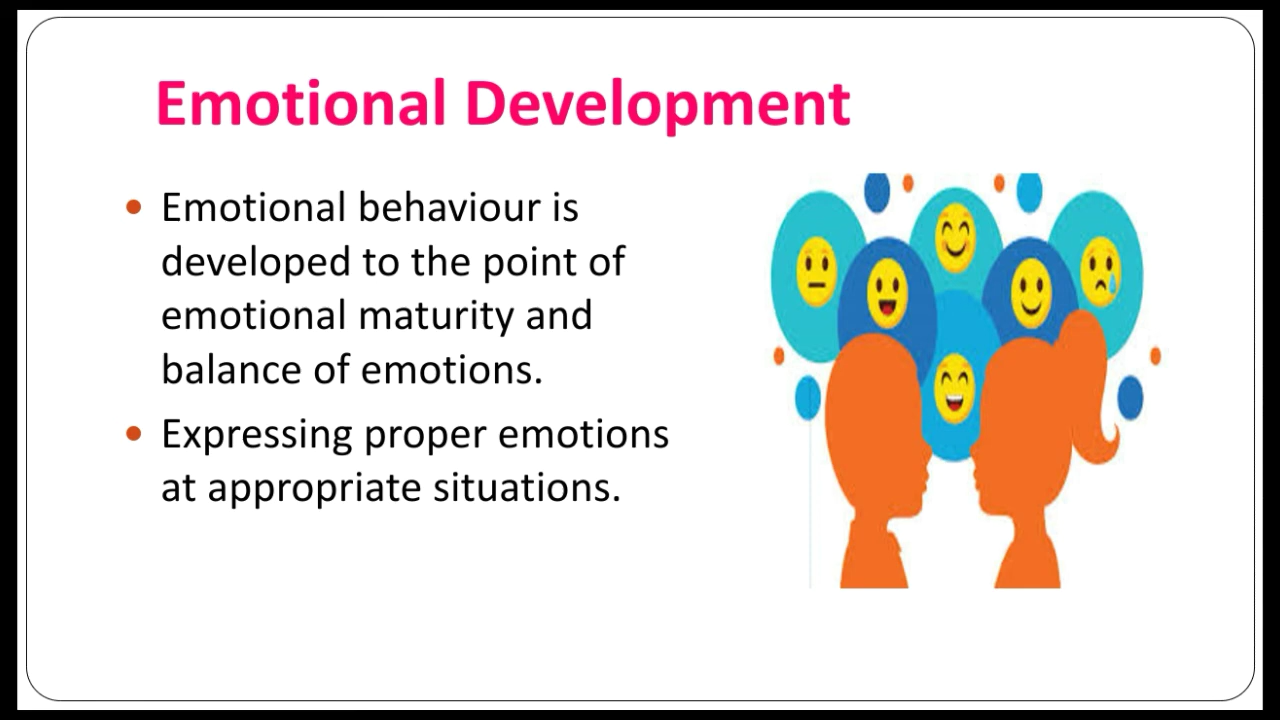 Emotional Development
• Emotional behaviour is
developed to the point of
emotional maturity and
balance of emotions.
• Expressing proper emotions
at appropriate situations.